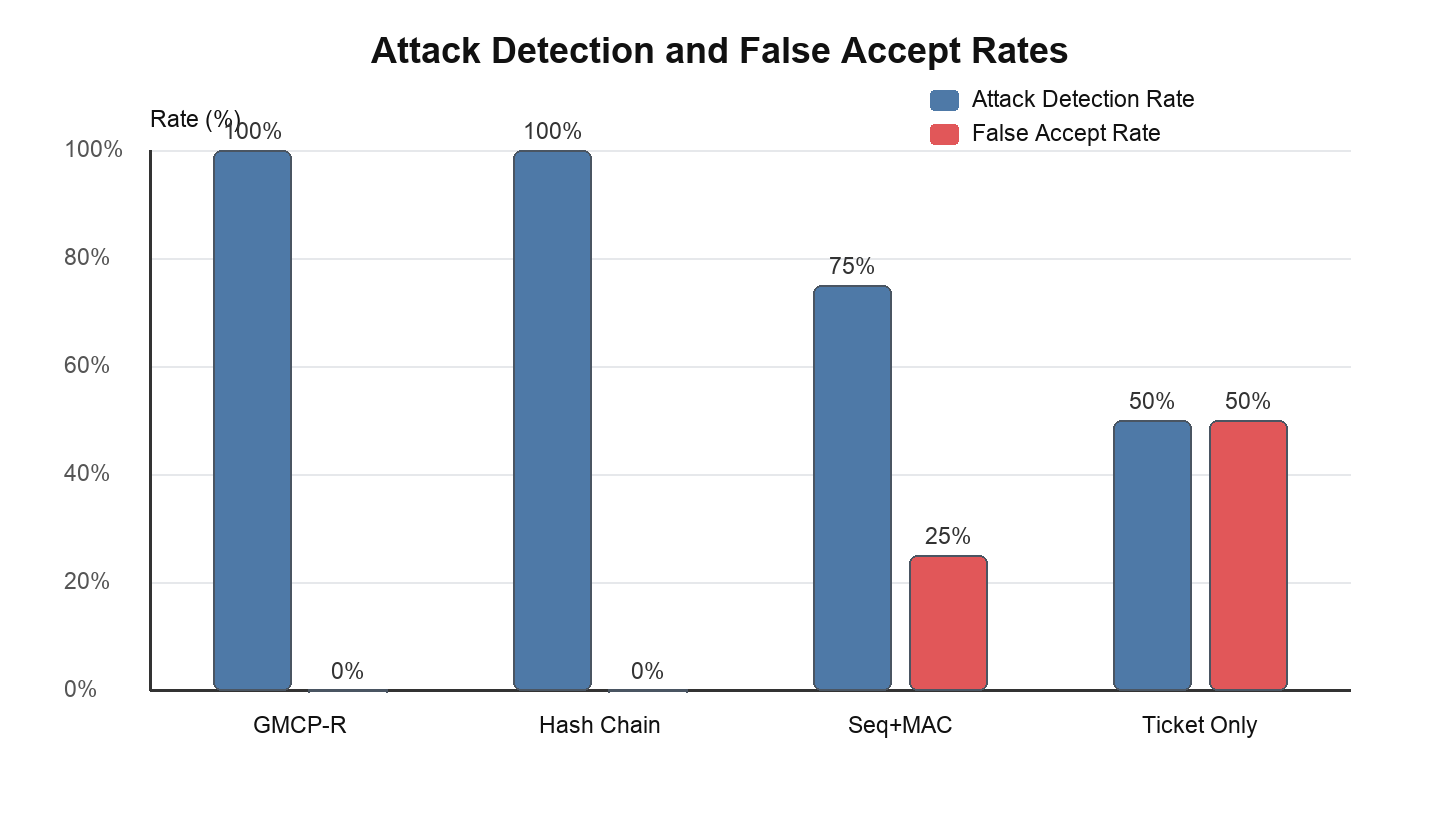 Attack Detection and False Accept Rates
Attack Detection Rate
False Accept Rate
Rate (%)
100%
100%
100%
80%
75%
60%
50%
50%
40%
25%
20%
0%
0%
0%
GMCP-R
Hash Chain
Seq+MAC
Ticket Only